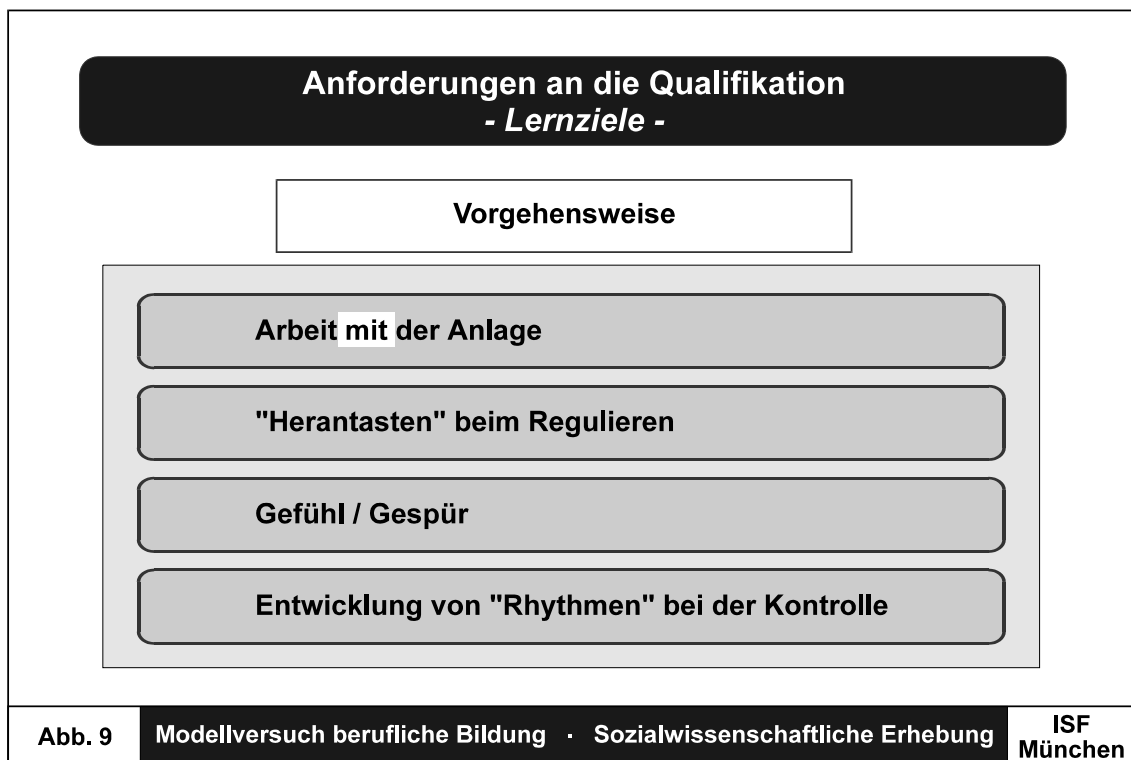 Anforderungen an die Qualifikation
- Lernziele -
Vorgehensweise
Arbeit mit der Anlage
"Herantasten" beim Regulieren
Gefühl / Gespür
Entwicklung von "Rhythmen" bei der Kontrolle
Abb. 9
Modellversuch berufliche Bildung · Sozialwissenschaftliche Erhebung
ISF
München